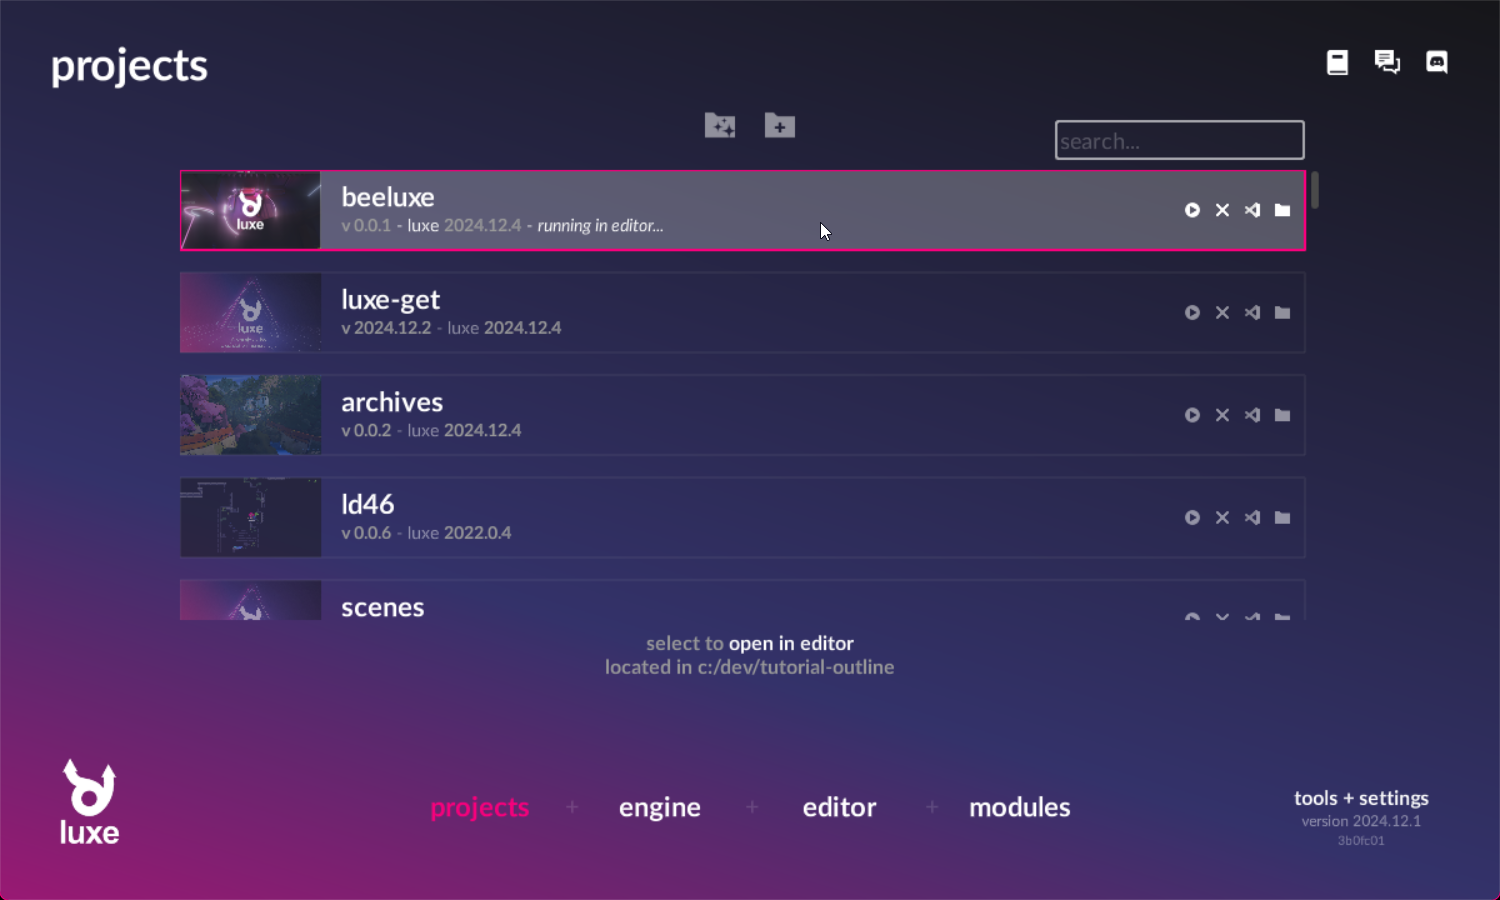 projects
search...
luxe
beeluxe
v 0.0.1 - luxe 2024.12.4 - running in editor...
luxe
luxe-get
v 2024.12.2 - luxe 2024.12.4
archives
v 0.0.2 - luxe 2024.12.4
ld46
v 0.0.6 - luxe 2022.0.4
scenes
select to open in editor
located in c:/dev/tutorial-outline
luxe
projects + engine + editor + modules
tools + settings
version 2024.12.1
3b0fc01